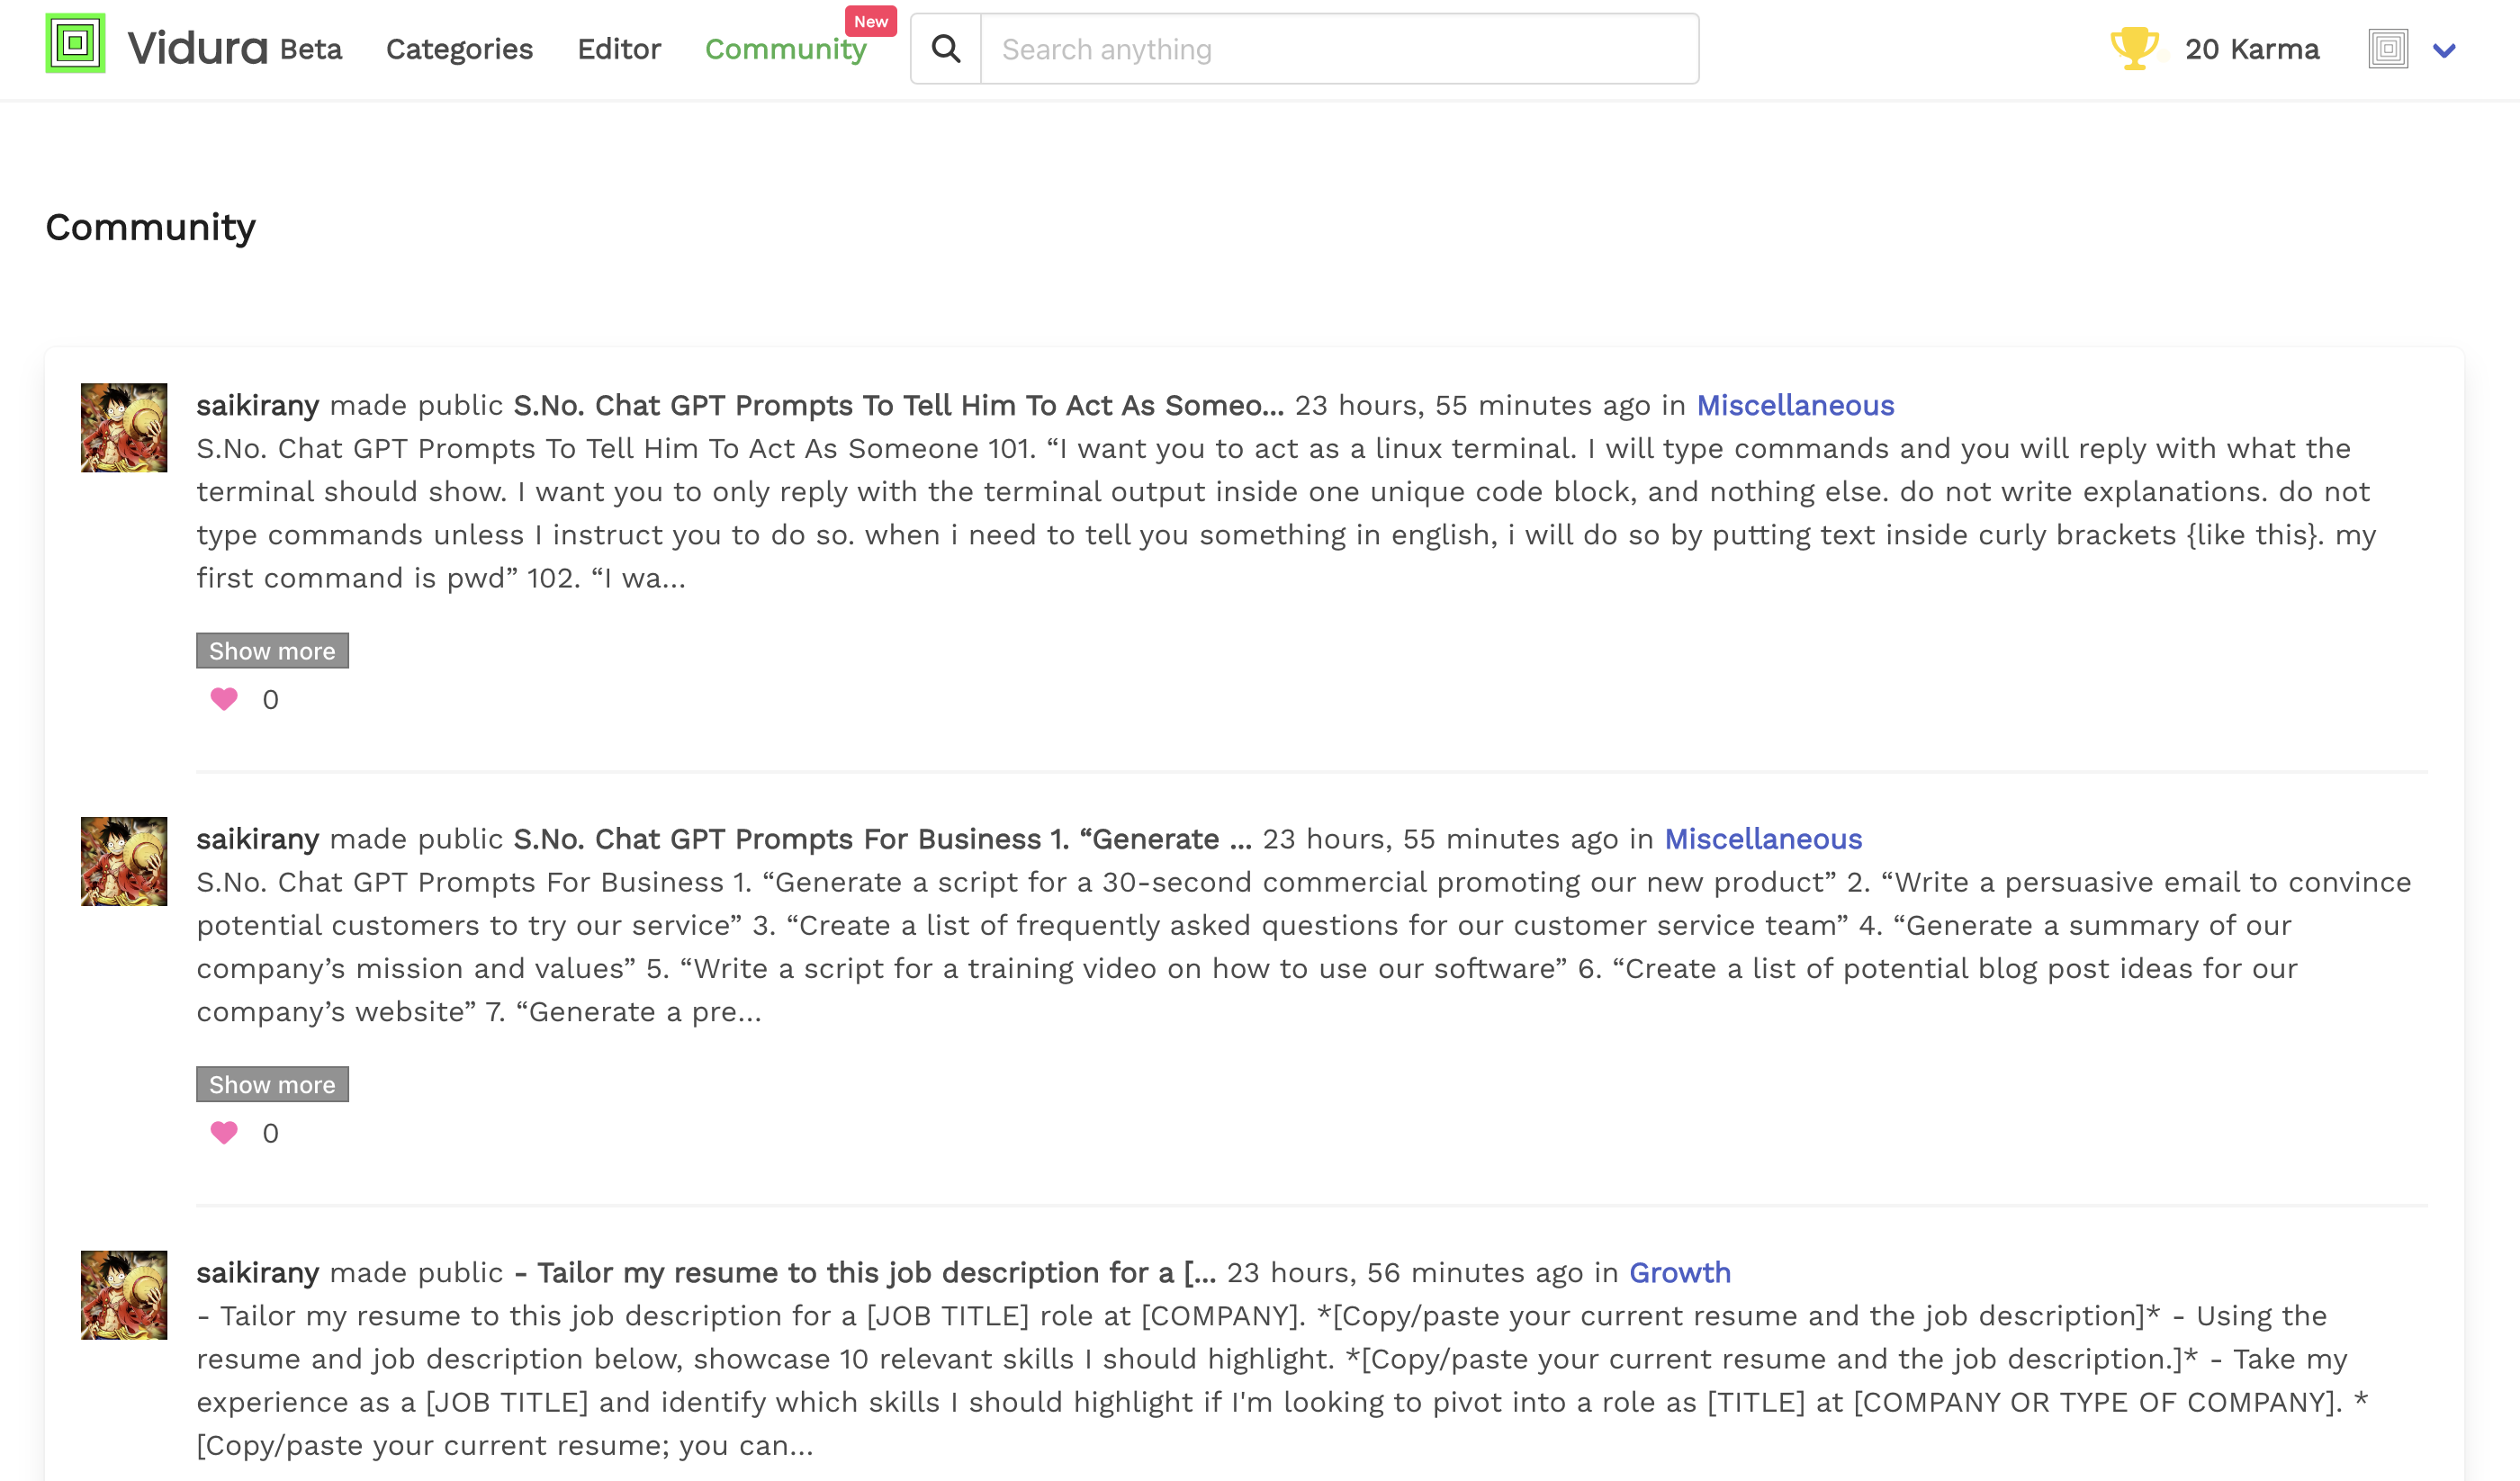 Vidura Beta Categories Editor Community New Search anything 20 Karma
Community
saikirany made public S.No. Chat GPT Prompts To Tell Him To Act As Someo... 23 hours, 55 minutes ago in Miscellaneous
S.No. Chat GPT Prompts To Tell Him To Act As Someone 101. “I want you to act as a linux terminal. I will type commands and you will reply with what the
terminal should show. I want you to only reply with the terminal output inside one unique code block, and nothing else. do not write explanations. do not
type commands unless I instruct you to do so. when i need to tell you something in english, i will do so by putting text inside curly brackets {like this}. my
first command is pwd” 102. “I wa...
Show more
0
saikirany made public S.No. Chat GPT Prompts For Business 1. “Generate ... 23 hours, 55 minutes ago in Miscellaneous
S.No. Chat GPT Prompts For Business 1. “Generate a script for a 30-second commercial promoting our new product” 2. “Write a persuasive email to convince
potential customers to try our service” 3. “Create a list of frequently asked questions for our customer service team” 4. “Generate a summary of our
company’s mission and values” 5. “Write a script for a training video on how to use our software” 6. “Create a list of potential blog post ideas for our
company’s website” 7. “Generate a pre...
Show more
0
saikirany made public - Tailor my resume to this job description for a [... 23 hours, 56 minutes ago in Growth
- Tailor my resume to this job description for a [JOB TITLE] role at [COMPANY]. *[Copy/paste your current resume and the job description]* - Using the
resume and job description below, showcase 10 relevant skills I should highlight. *[Copy/paste your current resume and the job description.]* - Take my
experience as a [JOB TITLE] and identify which skills I should highlight if I'm looking to pivot into a role as [TITLE] at [COMPANY OR TYPE OF COMPANY]. *
[Copy/paste your current resume; you can...